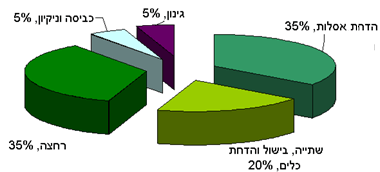 כביסה וניקיון, 5%
גינון, 5%
הדחת אסלות, 35%
רחצה, 35%
שתייה, בישול והדחת
כלים, 20%